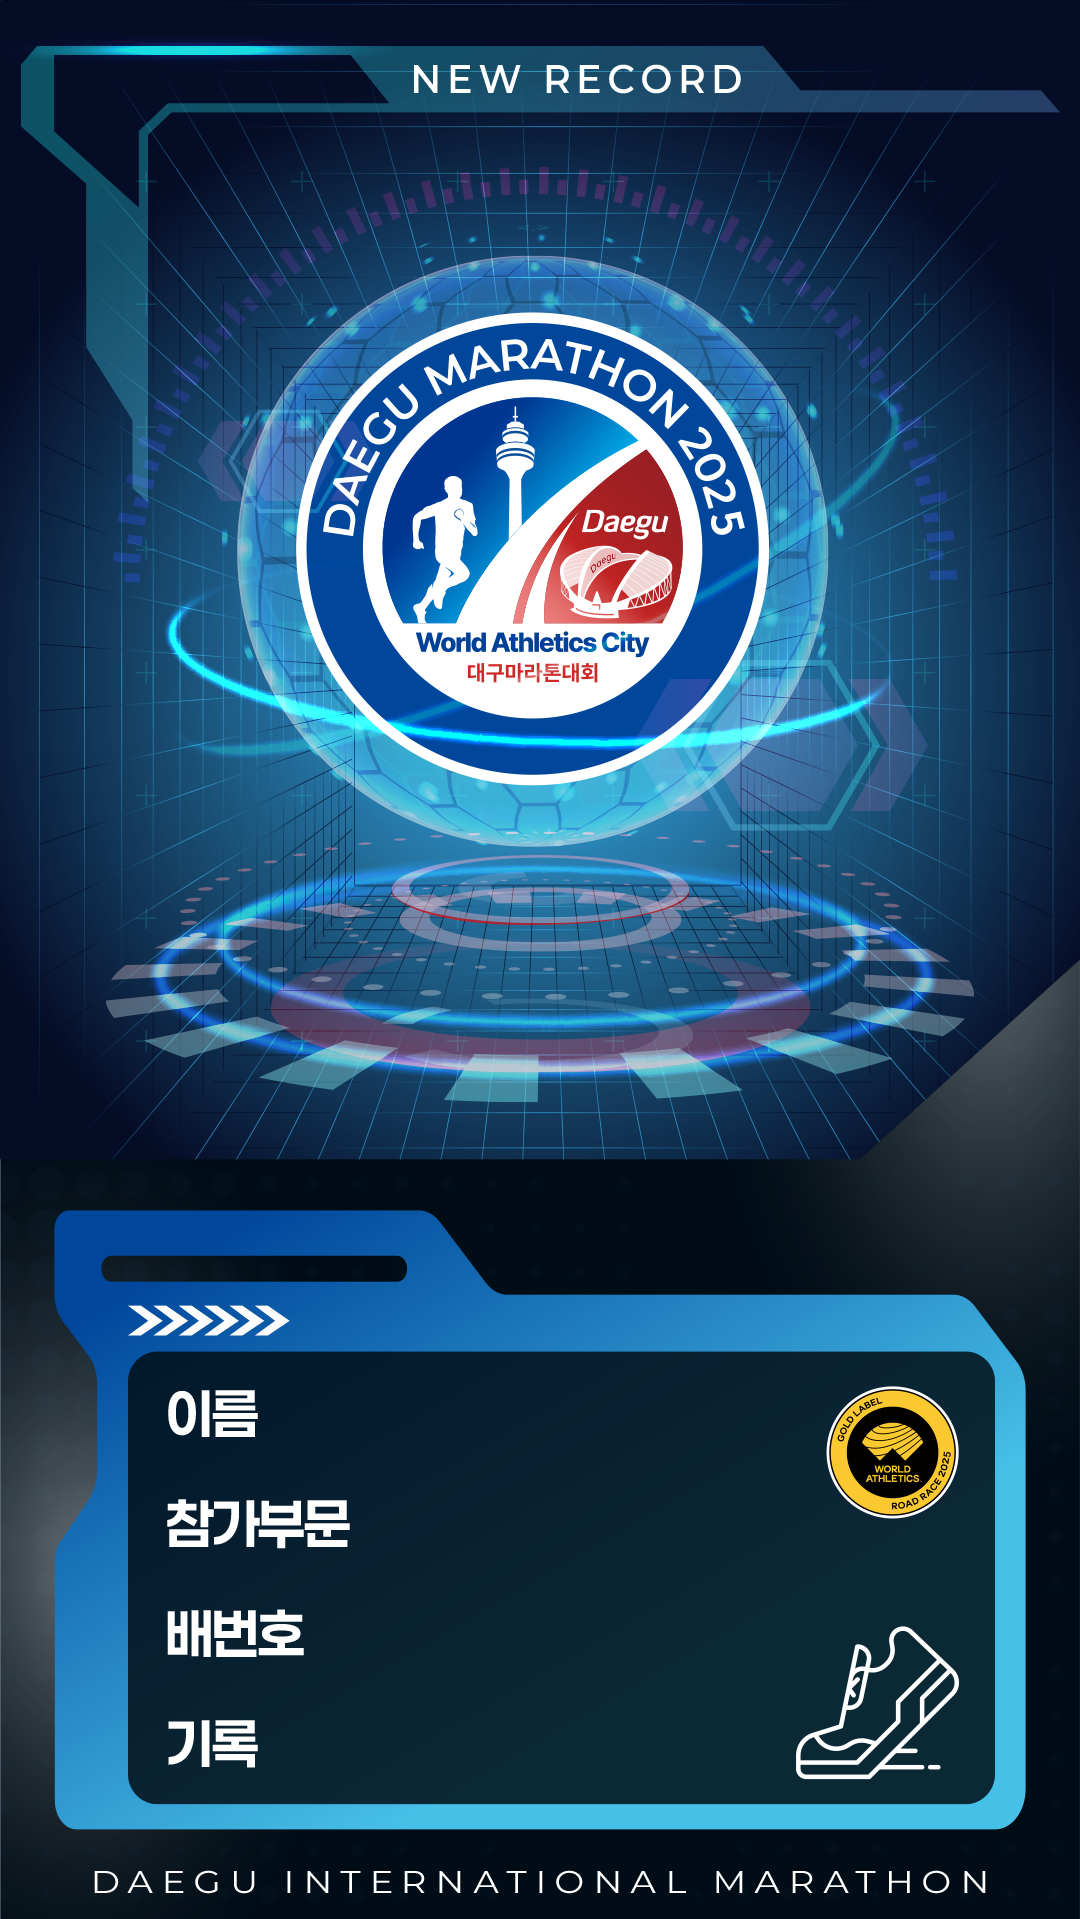 NEW RECORD
DAEGU MARATHON 2025
Daegu
Daegu
World Athletics City
대구마라톤대회
이름
GOLD LABEL
WORLD
ATHLETICS.
ROAD RACE 2025
참가부문
배번호
기록
DAEGU INTERNATIONAL MARATHON